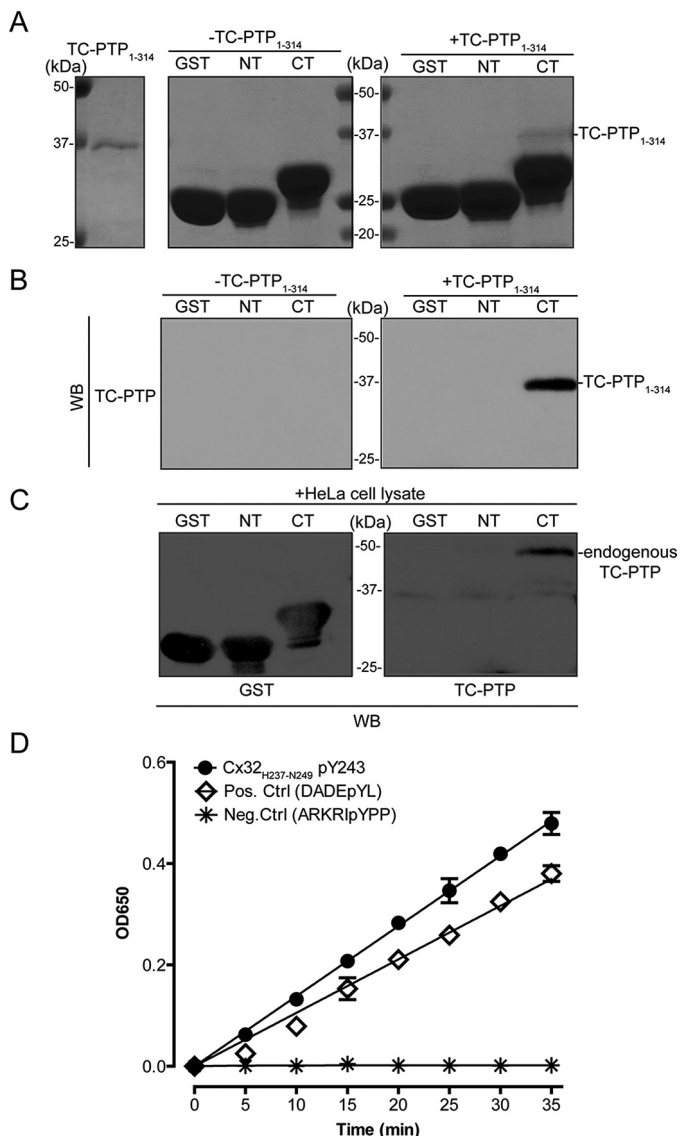 A
TC-PTP1-314
(kDa)
50-
37-
25-
-TC-PTP1-314
GST NT CT
(kDa)
-50-
-37-
-25-
-20-
+TC-PTP1-314
GST NT CT
-TC-PTP1-314
B
-TC-PTP1-314
GST NT CT
(kDa)
+TC-PTP1-314
GST NT CT
WB
TC-PTP
-50-
-37-
-25-
-TC-PTP1-314
C
+HeLa cell lysate
GST NT CT
(kDa)
GST NT CT
-50-
-37-
-25-
-endogenous
TC-PTP
GST
TC-PTP
WB
D
Cx32H237-N249 pY243
Pos. Ctrl (DADEpYL)
Neg.Ctrl (ARKRIpYPP)
OD650
0.6
0.4
0.2
0.0
0 5 10 15 20 25 30 35
Time (min)